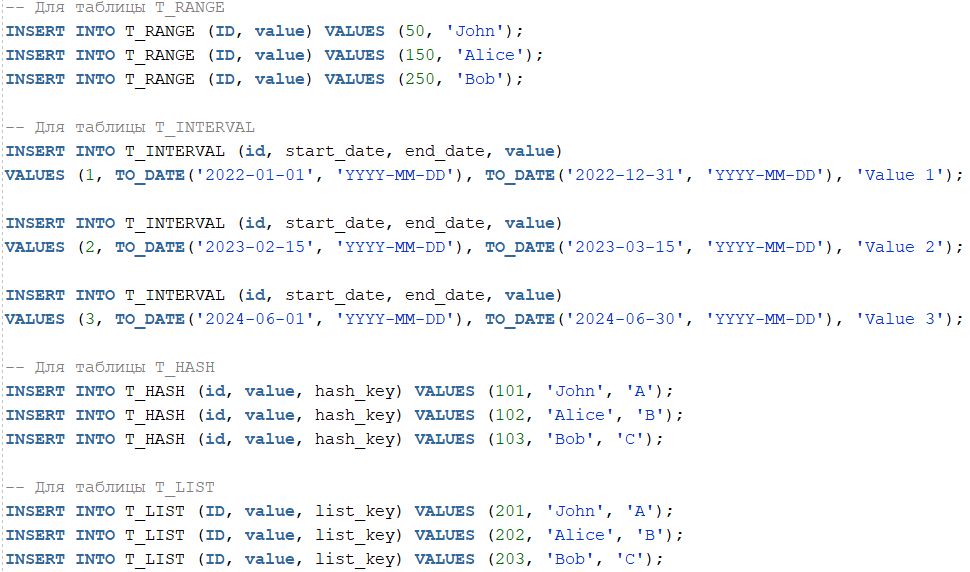 -- Для таблицы T_RANGE
INSERT INTO T_RANGE (ID, value) VALUES (50, 'John');
INSERT INTO T_RANGE (ID, value) VALUES (150, 'Alice');
INSERT INTO T_RANGE (ID, value) VALUES (250, 'Bob');
-- Для таблицы T_INTERVAL
INSERT INTO T_INTERVAL (id, start_date, end_date, value)
VALUES (1, TO_DATE('2022-01-01', 'YYYY-MM-DD'), TO_DATE('2022-12-31', 'YYYY-MM-DD'), 'Value 1');
INSERT INTO T_INTERVAL (id, start_date, end_date, value)
VALUES (2, TO_DATE('2023-02-15', 'YYYY-MM-DD'), TO_DATE('2023-03-15', 'YYYY-MM-DD'), 'Value 2');
INSERT INTO T_INTERVAL (id, start_date, end_date, value)
VALUES (3, TO_DATE('2024-06-01', 'YYYY-MM-DD'), TO_DATE('2024-06-30', 'YYYY-MM-DD'), 'Value 3');
-- Для таблицы T_HASH
INSERT INTO T_HASH (id, value, hash_key) VALUES (101, 'John', 'A');
INSERT INTO T_HASH (id, value, hash_key) VALUES (102, 'Alice', 'B');
INSERT INTO T_HASH (id, value, hash_key) VALUES (103, 'Bob', 'C');
-- Для таблицы T_LIST
INSERT INTO T_LIST (ID, value, list_key) VALUES (201, 'John', 'A');
INSERT INTO T_LIST (ID, value, list_key) VALUES (202, 'Alice', 'B');
INSERT INTO T_LIST (ID, value, list_key) VALUES (203, 'Bob', 'C');